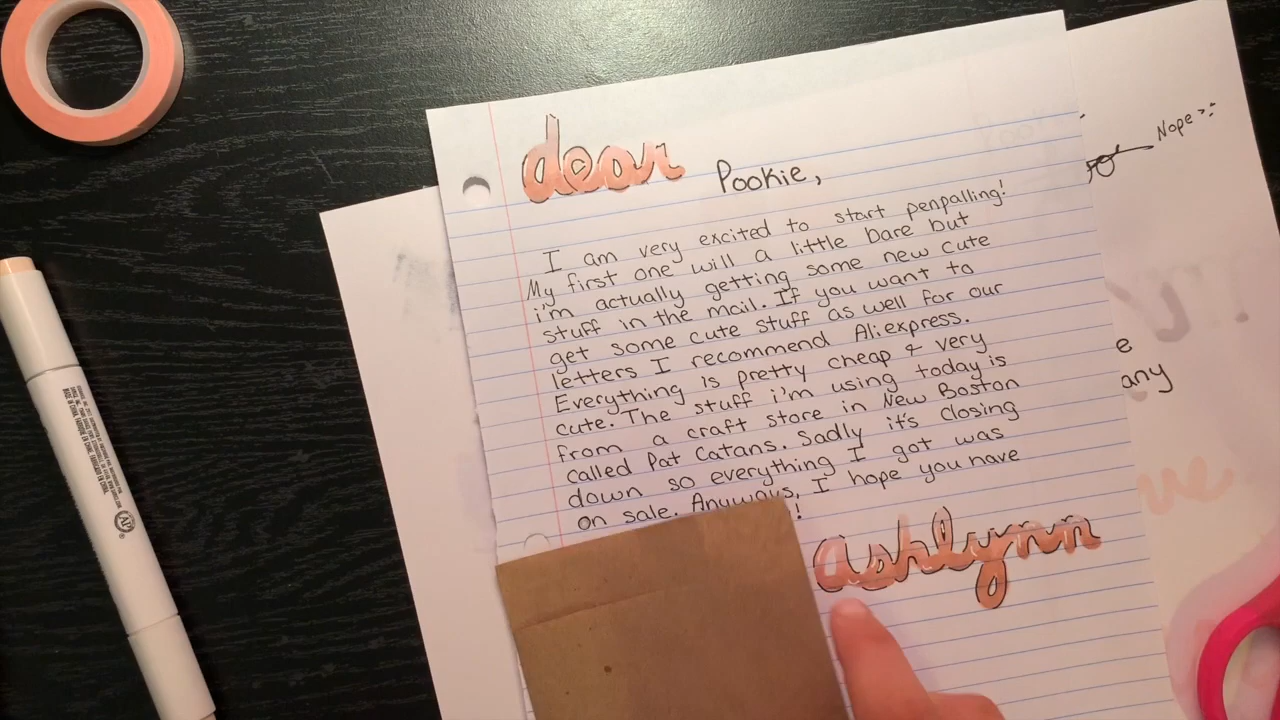 dear Pookie,
I am very excited to start penpalling!
My first one will a little bare but
i'm actually getting some new cute
stuff in the mail. If you want to
get some cute stuff as well for our
letters I recommend Aliexpress.
Everything is pretty cheap & very
cute. The stuff i'm using today is
from a craft store in New Boston
called Pat Catans. Sadly it's closing
down so everything I got was
on sale. Anyways, I hope you have
!
ashlynn
Nope
e
any
ve
AP